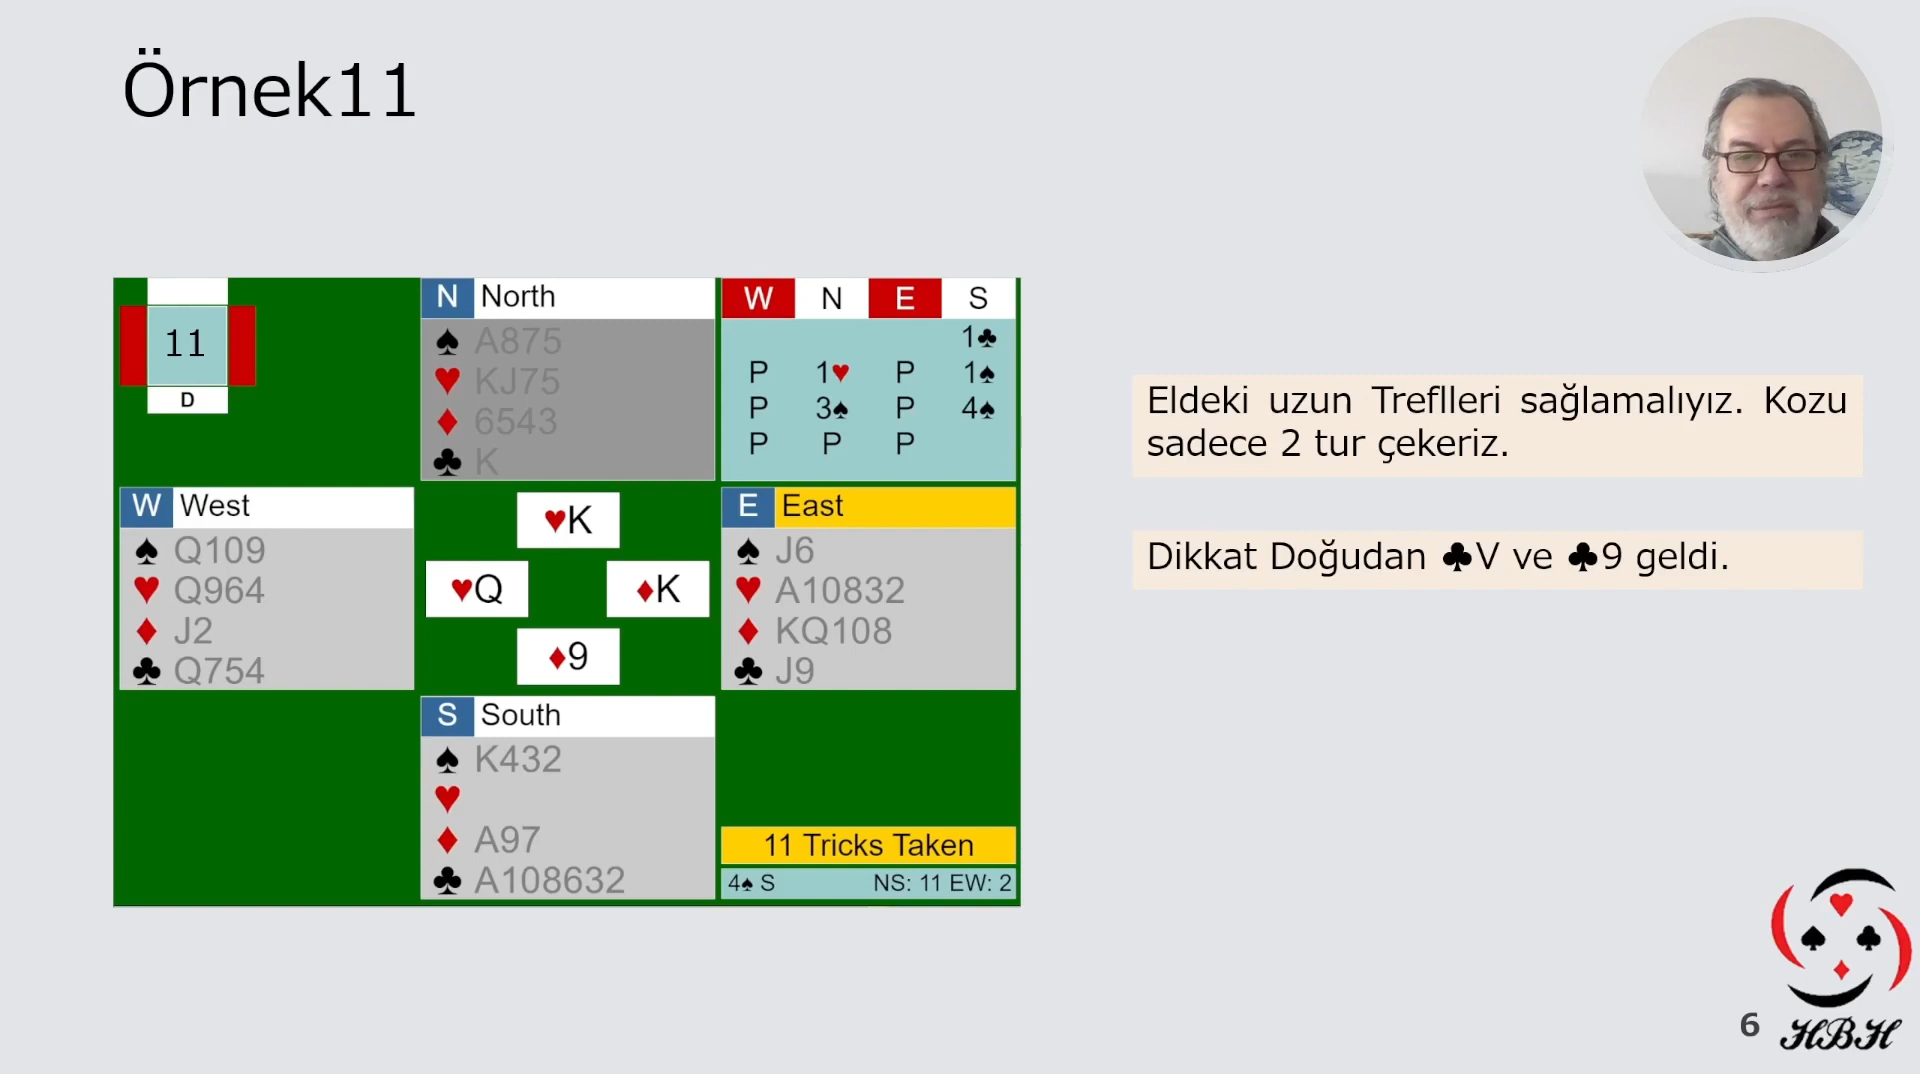 Örnek11
11
D
N North
♠ A875
♥ KJ75
♦ 6543
♣ K
W N E S
1♣
P 1♥ P 1♠
P 3♠ P 4♠
P P P
W West
♠ Q109
♥ Q964
♦ J2
♣ Q754
♥K
♥Q
♦K
♦9
E East
♠ J6
♥ A10832
♦ KQ108
♣ J9
S South
♠ K432
♥
♦ A97
♣ A108632
11 Tricks Taken
4♠ S NS: 11 EW: 2
Eldeki uzun Treflleri sağlamalıyız. Kozu
sadece 2 tur çekeriz.
Dikkat Doğudan ♣V ve ♣9 geldi.
6
HBH